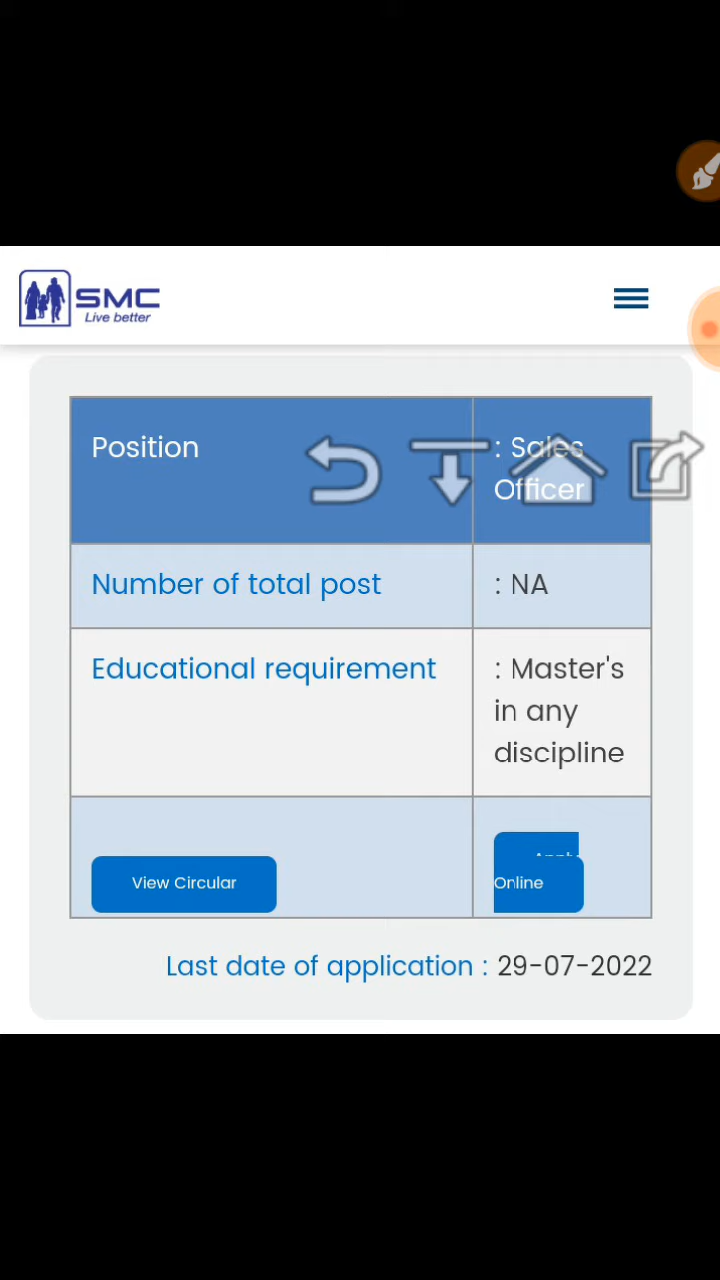 SMC
Live better
Position
: Sales
Officer
Number of total post
: NA
Educational requirement
: Master's
in any
discipline
View Circular
Online
Last date of application : 29-07-2022